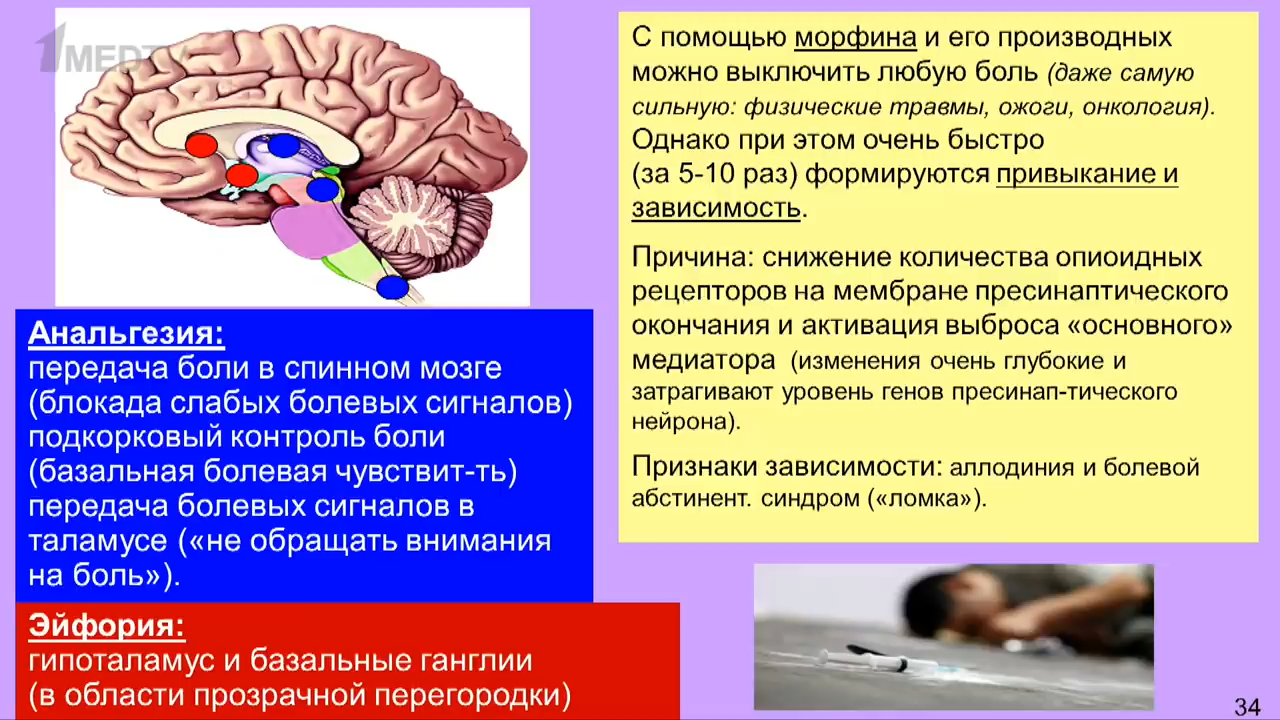 1MEDTV
С помощью морфина и его производных
можно выключить любую боль (даже самую
сильную: физические травмы, ожоги, онкология).
Однако при этом очень быстро
(за 5-10 раз) формируются привыкание и
зависимость.
Причина: снижение количества опиоидных
рецепторов на мембране пресинаптического
окончания и активация выброса «основного»
медиатора (изменения очень глубокие и
затрагивают уровень генов пресинап-тического
нейрона).
Признаки зависимости: аллодиния и болевой
абстинент. синдром («ломка»).
Анальгезия:
передача боли в спинном мозге
(блокада слабых болевых сигналов)
подкорковый контроль боли
(базальная болевая чувствит-ть)
передача болевых сигналов в
таламусе («не обращать внимания
на боль»).
Эйфория:
гипоталамус и базальные ганглии
(в области прозрачной перегородки)
34